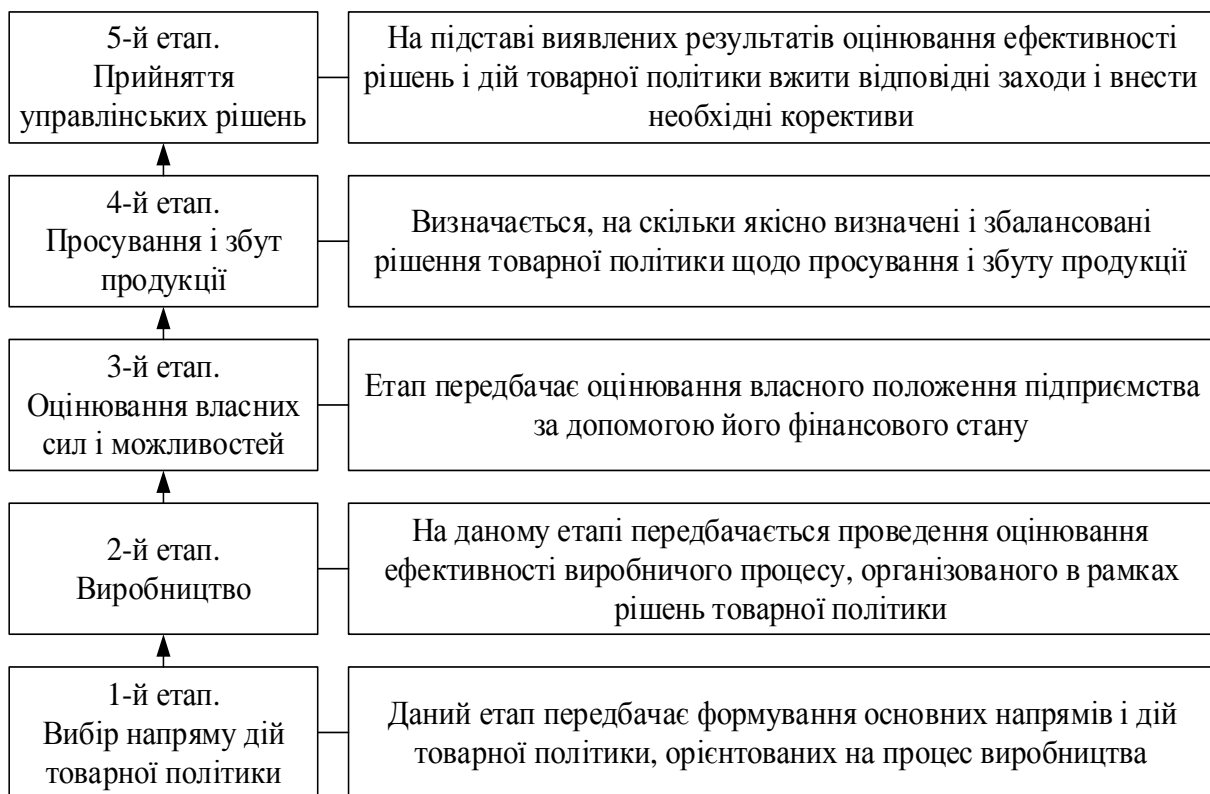 5-й етап.
Прийняття
управлінських рішень
На підставі виявлених результатів оцінювання ефективності
рішень і дій товарної політики вжити відповідні заходи і внести
необхідні корективи
4-й етап.
Просування і збут
продукції
Визначається, на скільки якісно визначені і збалансовані
рішення товарної політики щодо просування і збуту продукції
3-й етап.
Оцінювання власних
сил і можливостей
Етап передбачає оцінювання власного положення підприємства
за допомогою його фінансового стану
2-й етап.
Виробництво
На даному етапі передбачається проведення оцінювання
ефективності виробничого процесу, організованого в рамках
рішень товарної політики
1-й етап.
Вибір напряму дій
товарної політики
Даний етап передбачає формування основних напрямів і дій
товарної політики, орієнтованих на процес виробництва